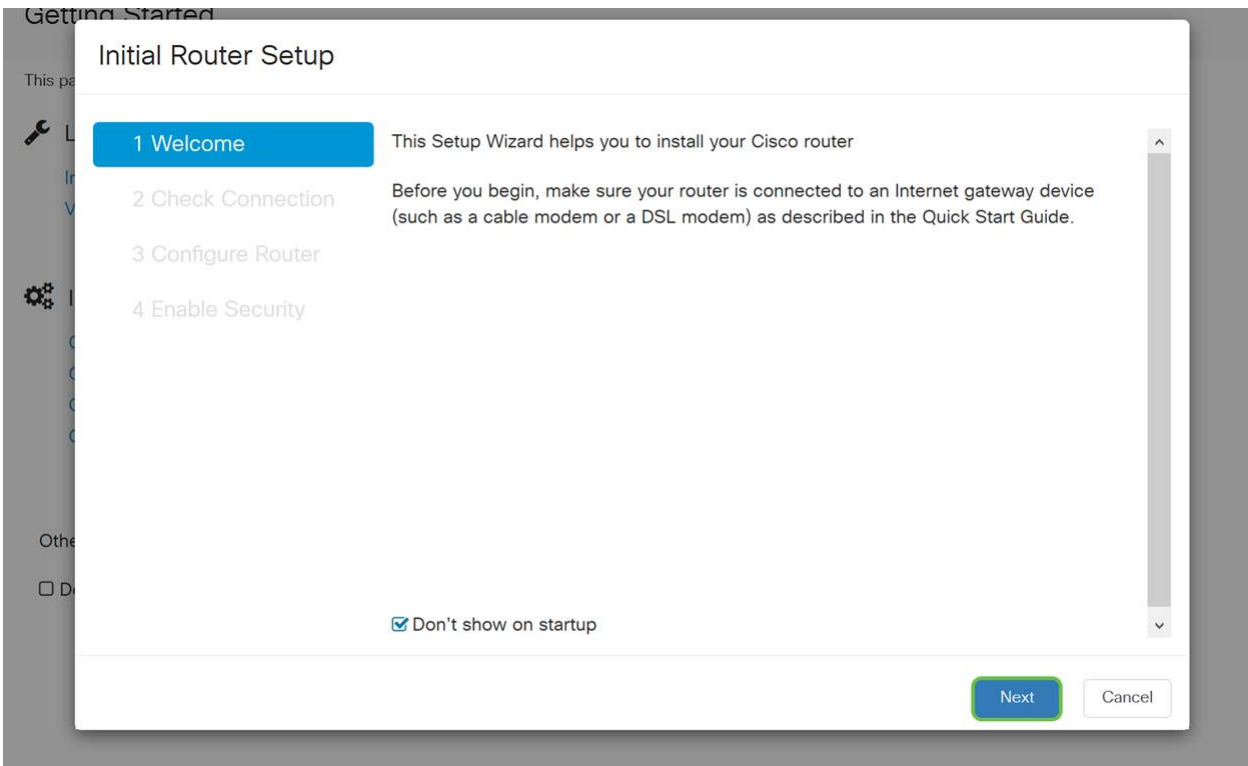 Getting Started
Initial Router Setup
This pa
1 Welcome
2 Check Connection
3 Configure Router
4 Enable Security
This Setup Wizard helps you to install your Cisco router
Before you begin, make sure your router is connected to an Internet gateway device
(such as a cable modem or a DSL modem) as described in the Quick Start Guide.
Othe
Don't show on startup
Next
Cancel